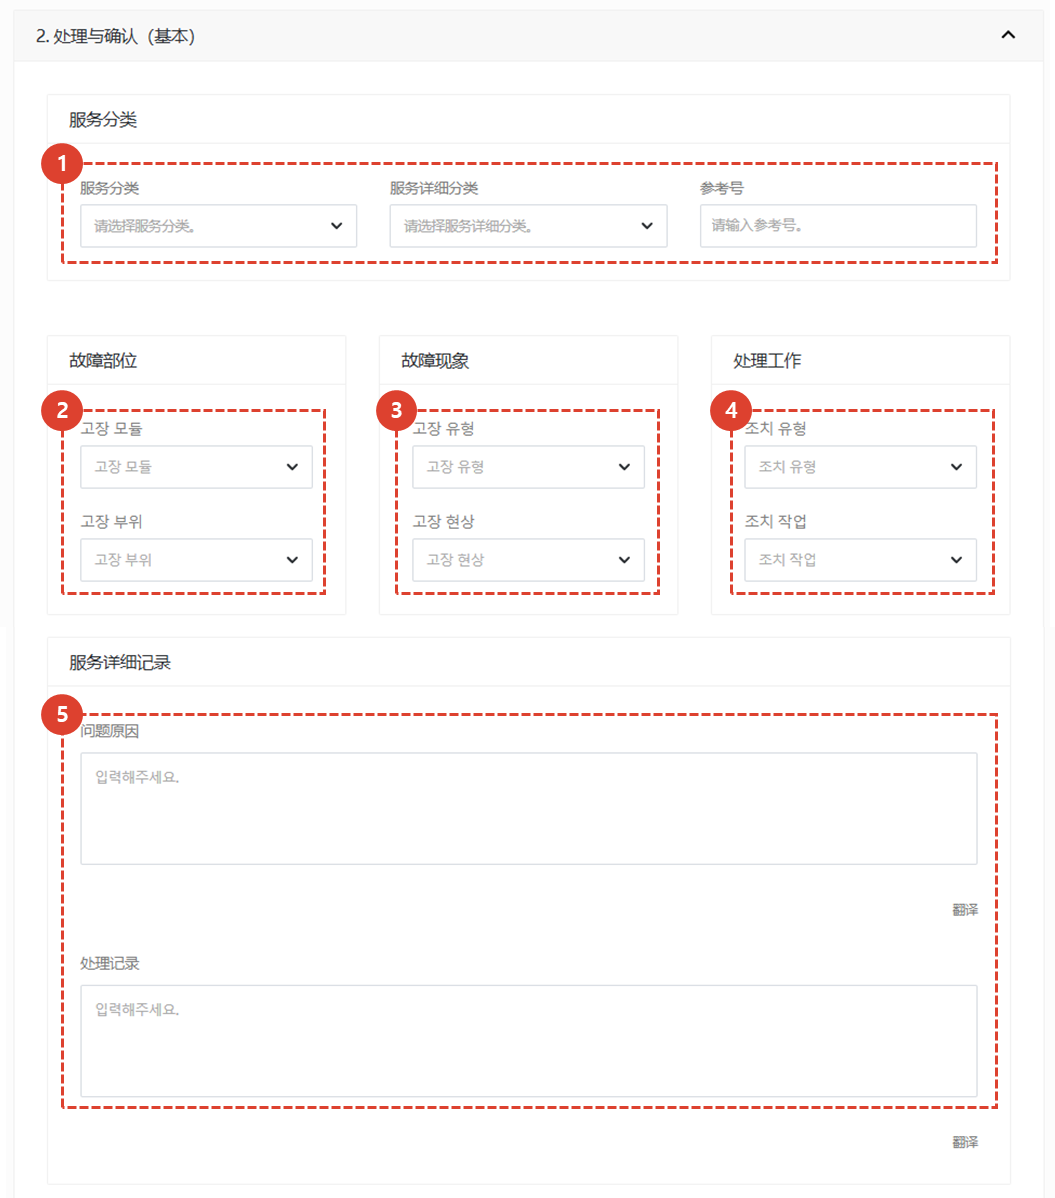 2. 处理与确认（基本）
服务分类
1
服务分类 服务详细分类 参考号
请选择服务分类。 请选择服务详细分类。 请输入参考号。
故障部位 故障现象 处理工作
2 3 4
고장 모듈 고장 유형 조치 유형
고장 모듈 고장 유형 조치 유형
고장 부위 고장 현상 조치 작업
고장 부위 고장 현상 조치 작업
服务详细记录
5
问题原因
입력해주세요.
翻译
处理记录
입력해주세요.
翻译